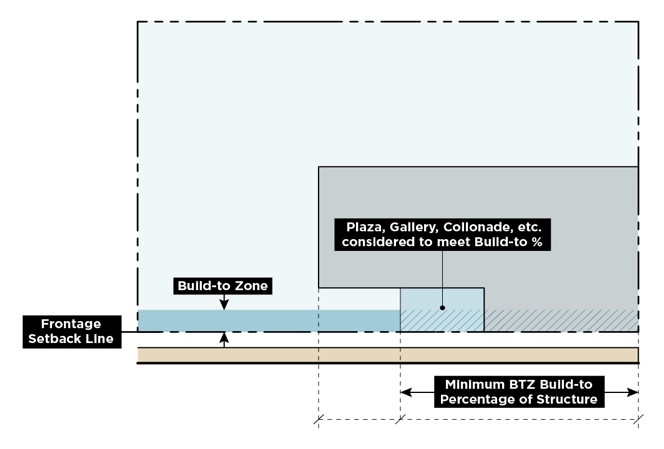 Plaza, Gallery, Collonade, etc.
considered to meet Build-to %
Build-to Zone
Frontage
Setback Line
Minimum BTZ Build-to
Percentage of Structure